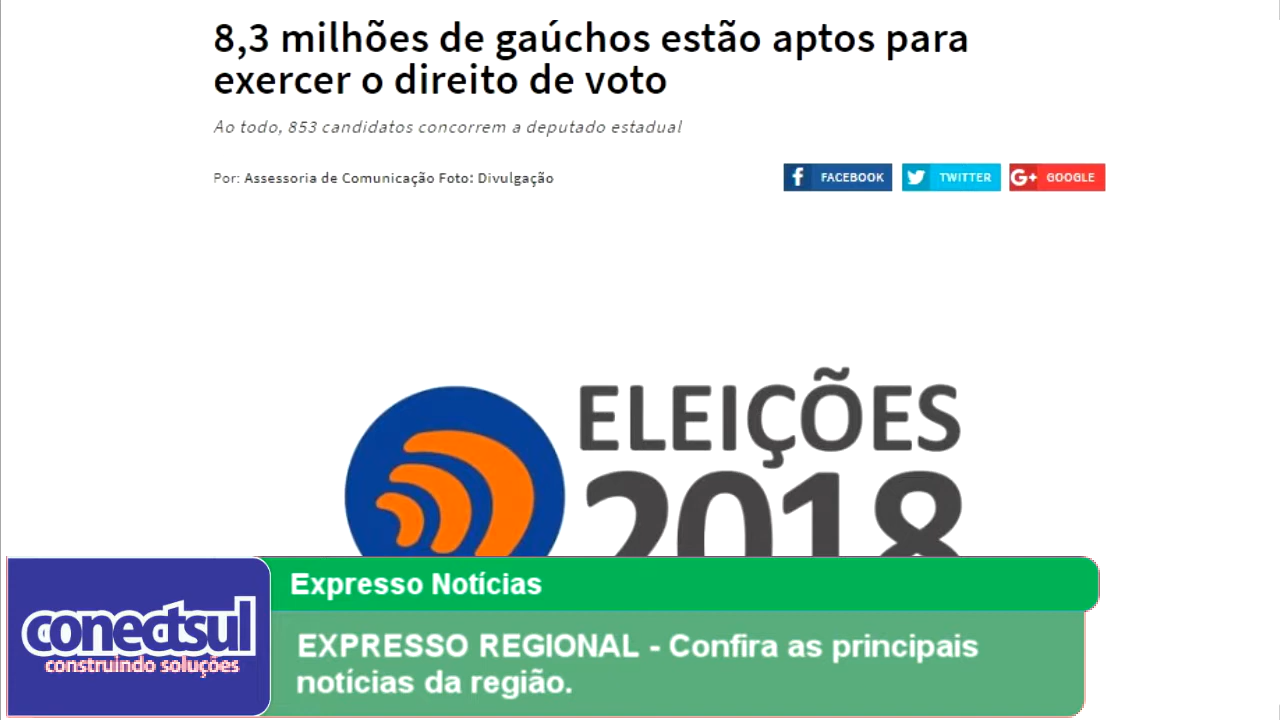 8,3 milhões de gaúchos estão aptos para
exercer o direito de voto
Ao todo, 853 candidatos concorrem a deputado estadual
Por: Assessoria de Comunicação Foto: Divulgação
FACEBOOK
TWITTER
GOOGLE
ELEIÇÕES
2018
conectsul
construindo soluções
Expresso Notícias
EXPRESSO REGIONAL - Confira as principais
notícias da região.